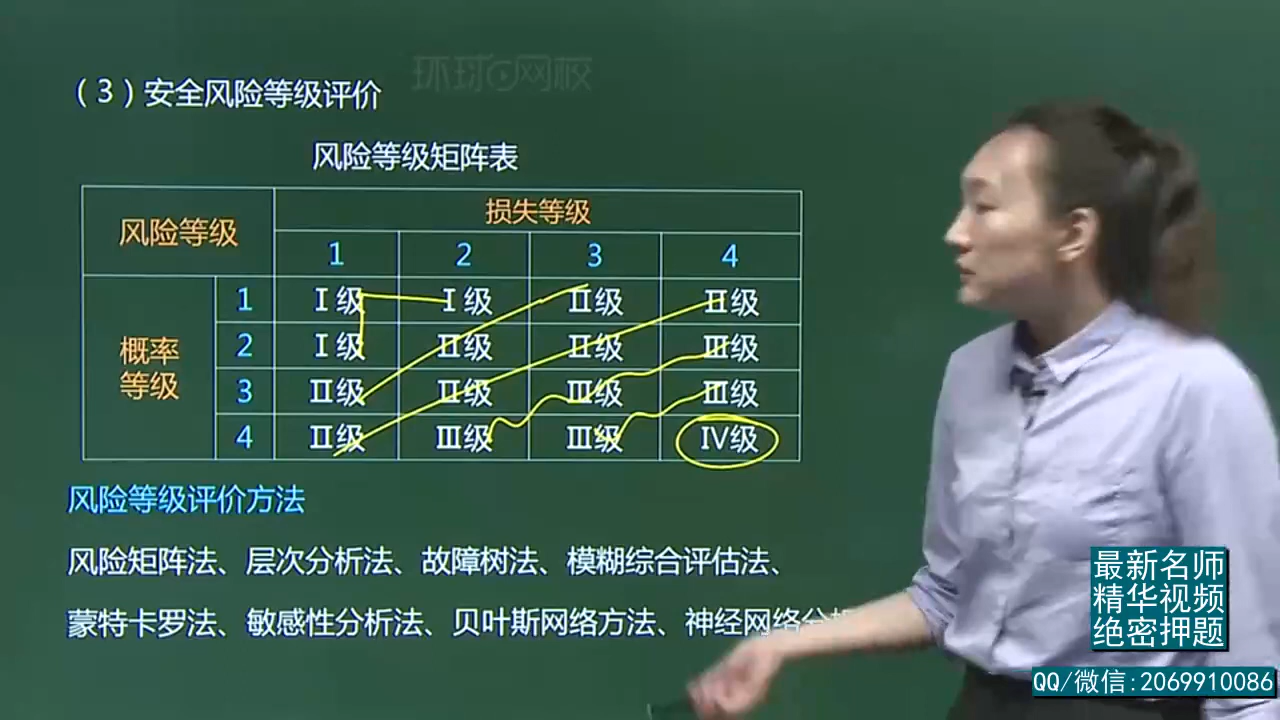 环球网校
（3）安全风险等级评价
风险等级矩阵表
风险等级 损失等级
1 2 3 4
概率等级 1 Ⅰ级 Ⅰ级 Ⅱ级 Ⅱ级
2 Ⅰ级 Ⅱ级 Ⅱ级 Ⅲ级
3 Ⅱ级 Ⅱ级 Ⅲ级 Ⅲ级
4 Ⅱ级 Ⅲ级 Ⅲ级 Ⅳ级
风险等级评价方法
风险矩阵法、层次分析法、故障树法、模糊综合评估法、
蒙特卡罗法、敏感性分析法、贝叶斯网络方法、神经网络分析
最新名师
精华视频
绝密押题
QQ/微信:2069910086